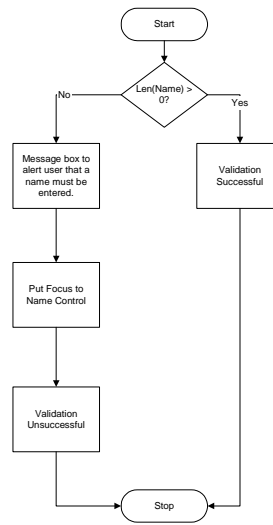 Start
Len(Name) >
0?
No
Yes
Message box to
alert user that a
name must be
entered.
Validation
Successful
Put Focus to
Name Control
Validation
Unsuccessful
Stop